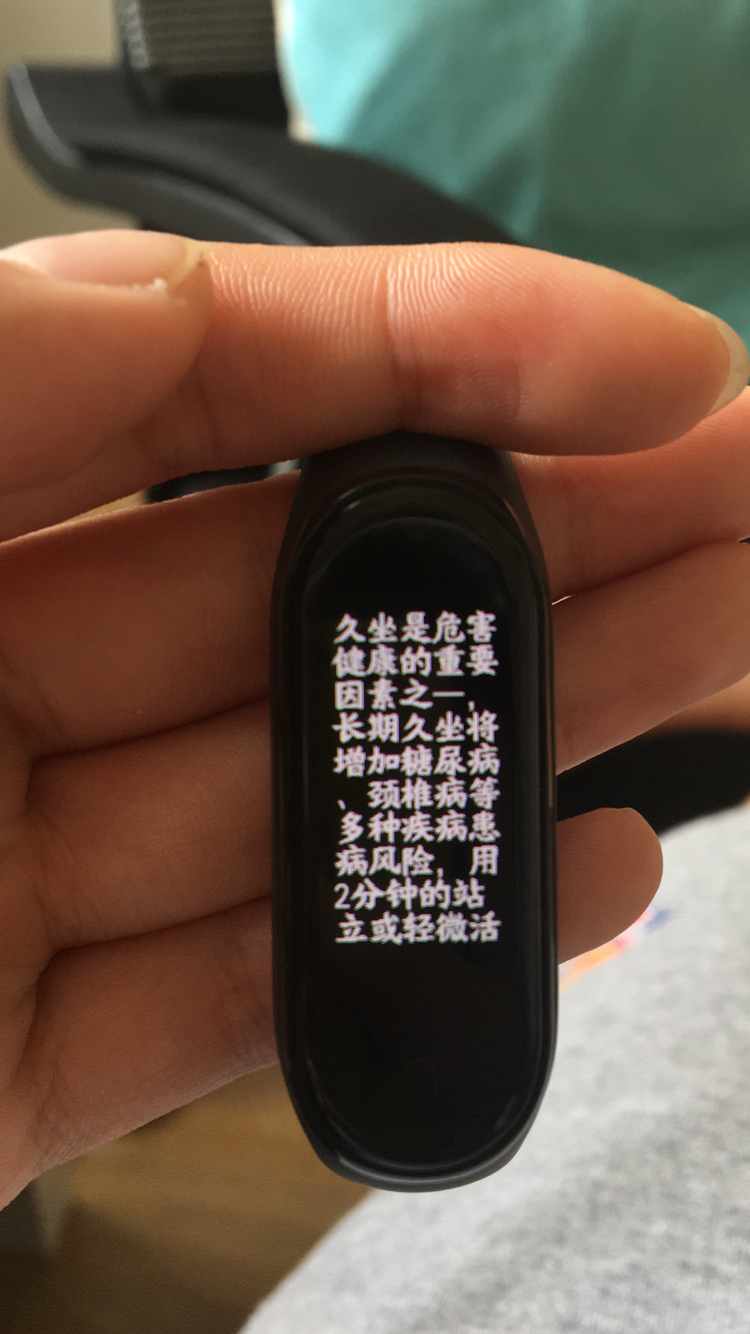 久坐是危害
健康的重要
因素之一，
长期久坐将
增加糖尿病
、颈椎病等
多种疾病患
病风险，用
2分钟的站
立或轻微活